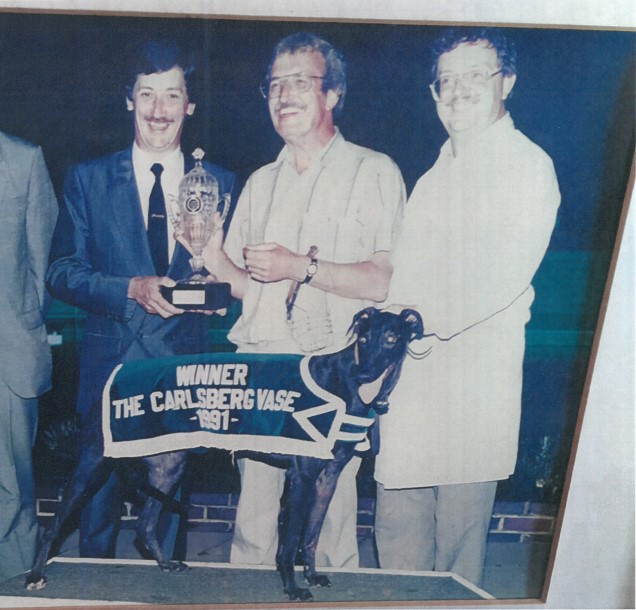 WINNER
THE CARLSBERG VASE
-1991-